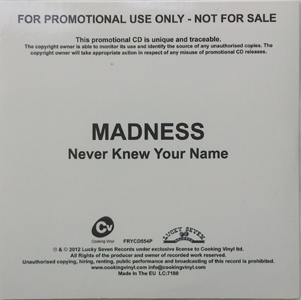 FOR PROMOTIONAL USE ONLY - NOT FOR SALE
This promotional CD is unique and traceable.
The copyright owner is able to monitor its use and identify the source of any unauthorised copies. The
copyright owner will take appropriate action in respect of any misuse of promotional CD releases.
MADNESS
Never Knew Your Name
CV
Cooking Vinyl
FRYCD554P
LUCKY SEVEN
℗ & © 2012 Lucky Seven Records under exclusive license to Cooking Vinyl ltd.
All Rights of the producer and owner of recorded work reserved.
Unauthorised copying, hiring, renting, public performance and broadcasting of this record is prohibited.
www.cookingvinyl.com info@cookingvinyl.com
Made In The EU LC:7188